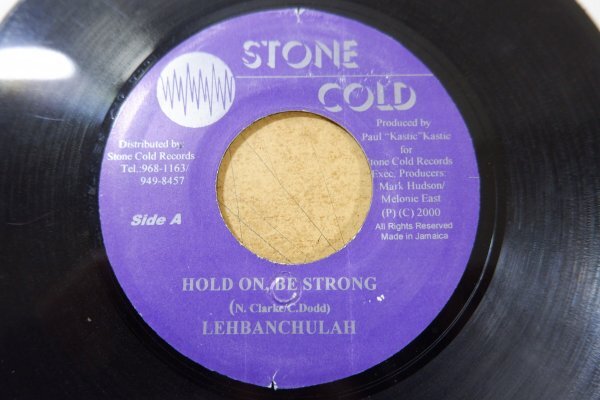 STONE
COLD
Distributed by
Stone Cold Records
Tel.:968-1163/
949-8457
Side A
Produced by
Paul "Kastic" Kastic
for
Stone Cold Records
Exec. Producers:
Mark Hudson/
Melonie East
(P) (C) 2000
All Rights Reserved
Made in Jamaica
HOLD ON, BE STRONG
(N. Clarke/C.Dodd)
LEHBANCHULAH